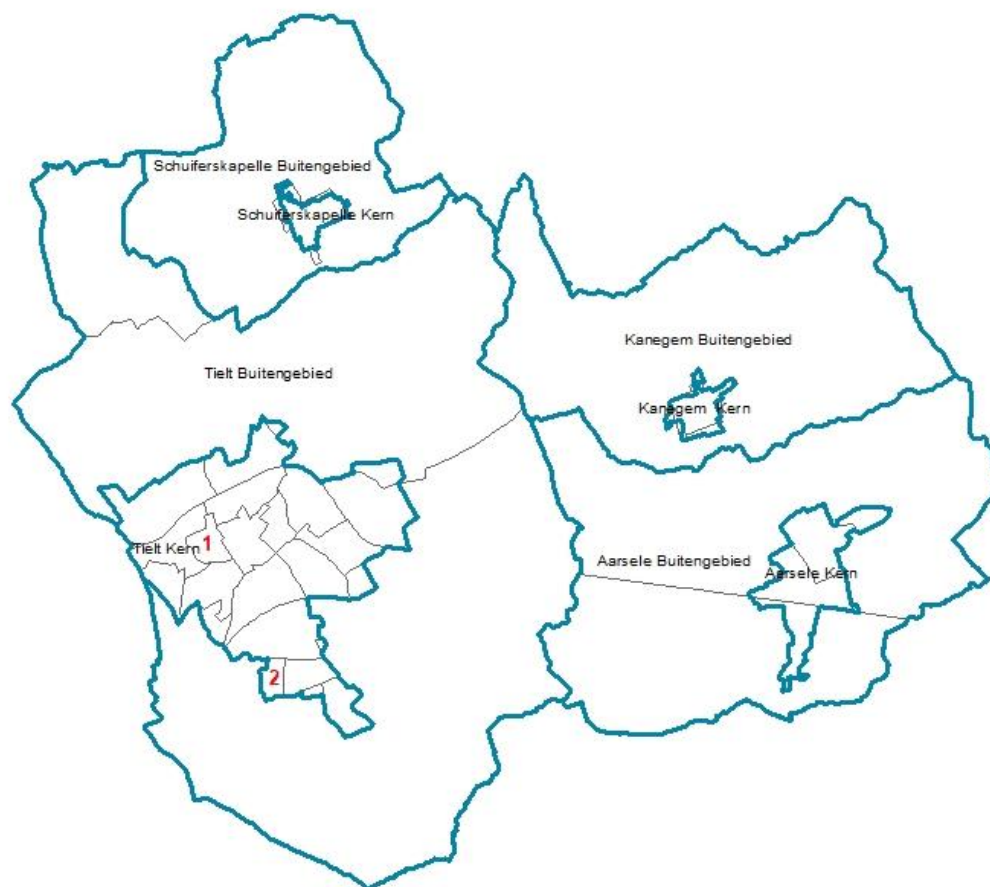 Schuiferskapelle Buitengebied
Schuiferskapelle Kern
Kanegem Buitengebied
Tielt Buitengebied
Kanegem Kern
1
Tielt Kern
Aarsele Buitengebied
Aarsele Kern
2